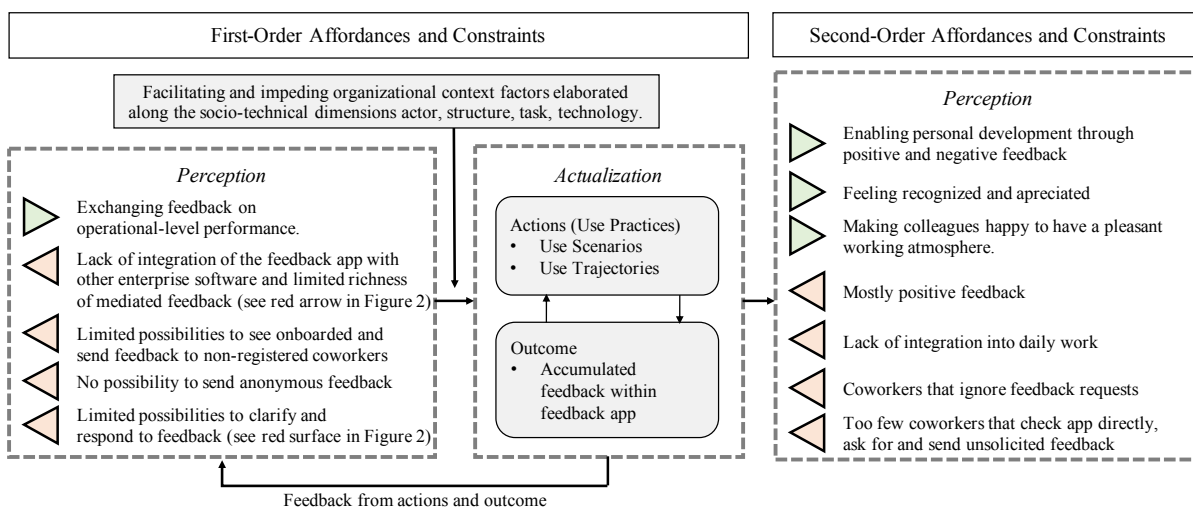 First-Order Affordances and Constraints
Second-Order Affordances and Constraints
Facilitating and impeding organizational context factors elaborated
along the socio-technical dimensions actor, structure, task, technology.
Perception
Exchanging feedback on
operational-level performance.
Lack of integration of the feedback app with
other enterprise software and limited richness
of mediated feedback (see red arrow in Figure 2)
Limited possibilities to see onboarded and
send feedback to non-registered coworkers
No possibility to send anonymous feedback
Limited possibilities to clarify and
respond to feedback (see red surface in Figure 2)
Actualization
Actions (Use Practices)
• Use Scenarios
• Use Trajectories
Outcome
• Accumulated
feedback within
feedback app
Feedback from actions and outcome
Perception
Enabling personal development through
positive and negative feedback
Feeling recognized and apreciated
Making colleagues happy to have a pleasant
working atmosphere.
Mostly positive feedback
Lack of integration into daily work
Coworkers that ignore feedback requests
Too few coworkers that check app directly,
ask for and send unsolicited feedback